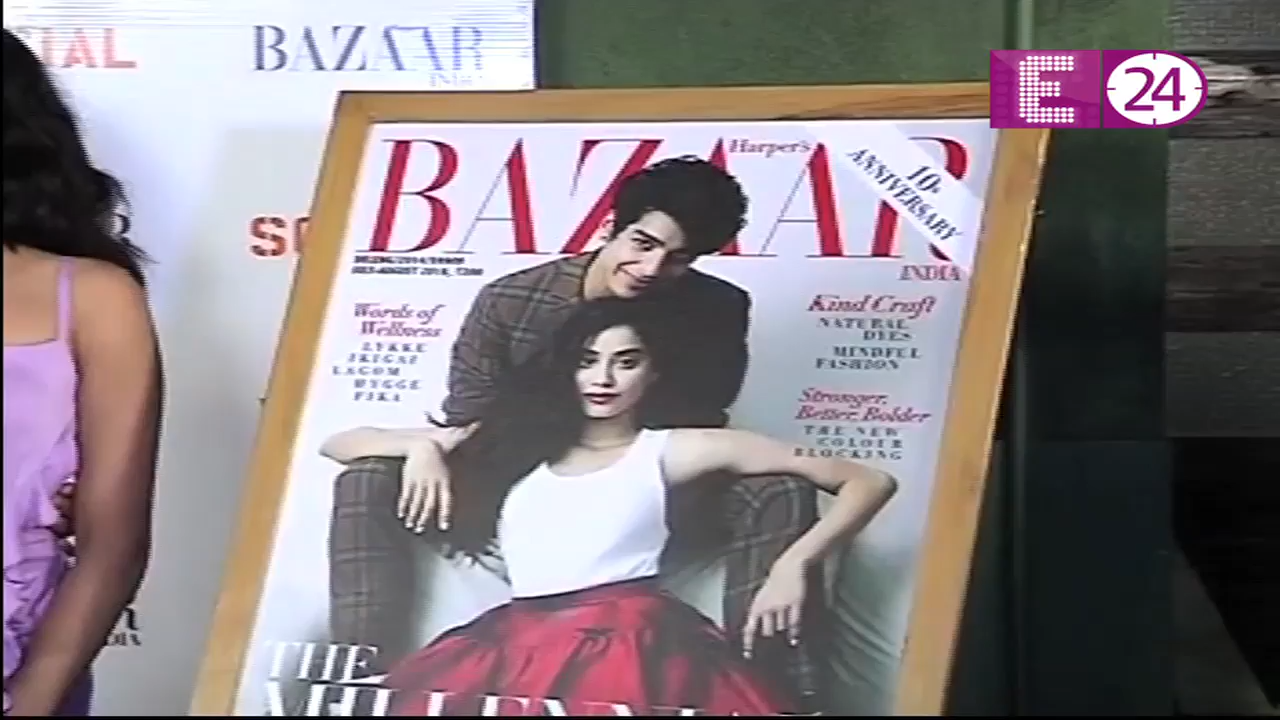 BAZAAR
E 24
BAZAAR
Harper's
10th
ANNIVERSARY
INDIA
Words of
Wellness
LYKKE
IKIGAI
LAGOM
HYGGE
FIKA
Kind Craft
NATURAL
DYES
MINDFUL
FASHION
Stronger,
Better, Bolder
THE NEW
COLOUR
BLOCKING
THE